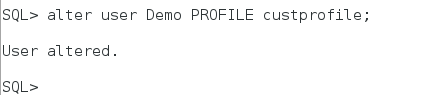 SQL> alter user Demo PROFILE custprofile;
User altered.
SQL>